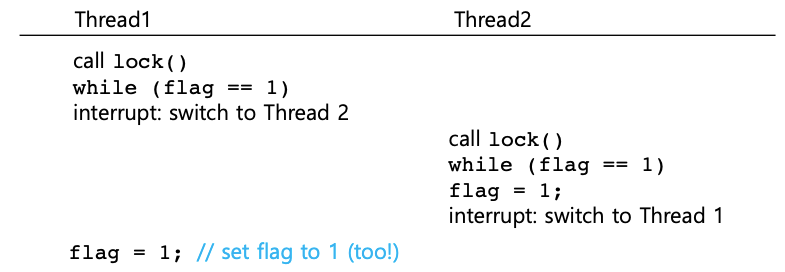 Thread1 Thread2
call lock()
while (flag == 1)
interrupt: switch to Thread 2
call lock()
while (flag == 1)
flag = 1;
interrupt: switch to Thread 1
flag = 1; // set flag to 1 (too!)